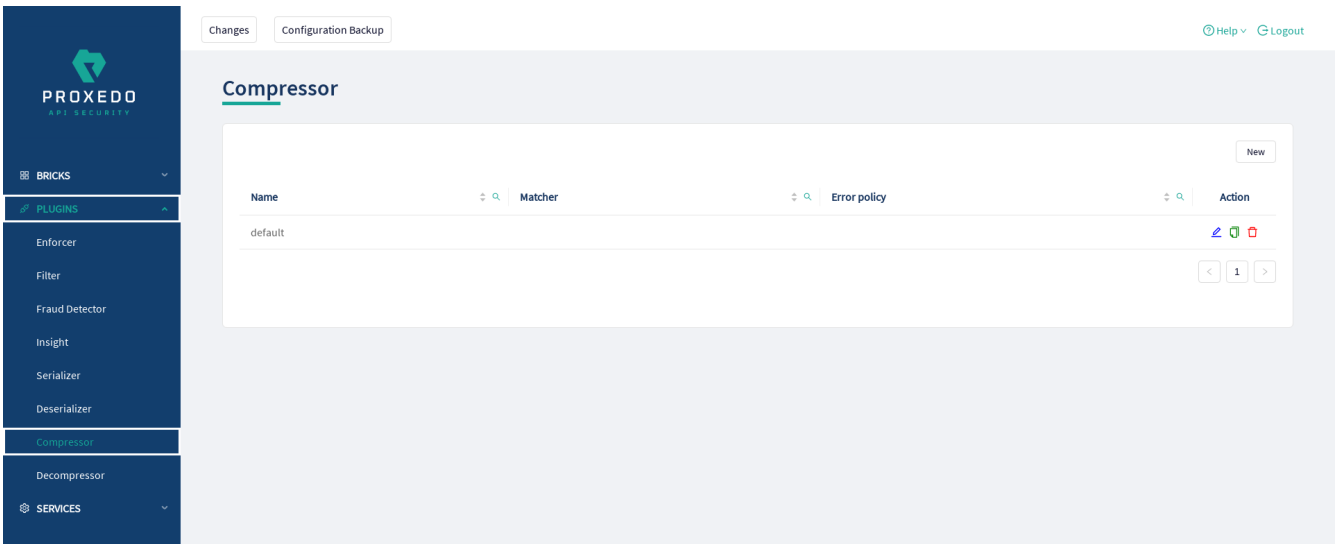 Changes Configuration Backup Help Logout
PROXEDO
API SECURITY
Compressor
New
BRICKS
Name Matcher Error policy Action
PLUGINS
default
Enforcer
1
Filter
Fraud Detector
Insight
Serializer
Deserializer
Compressor
Decompressor
SERVICES